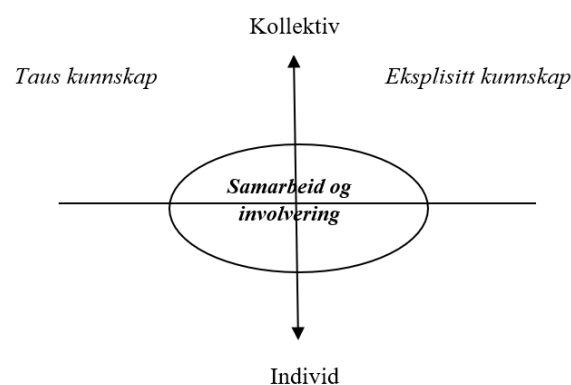 Kollektiv
Taus kunnskap
Eksplisitt kunnskap
Samarbeid og
involvering
Individ